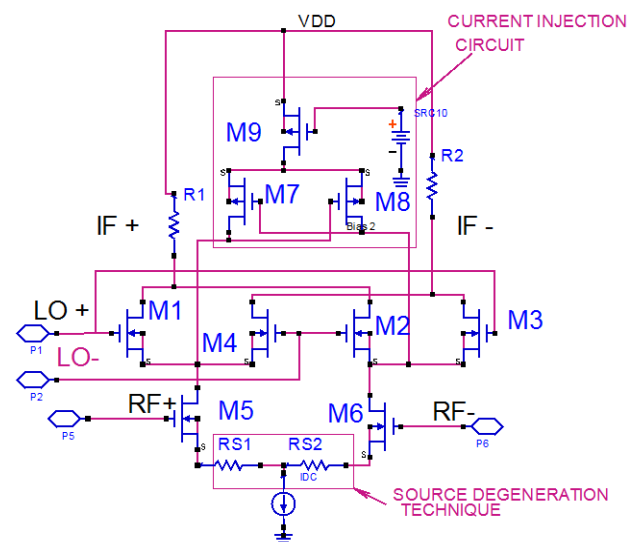 VDD
CURRENT INJECTION
CIRCUIT
S
SRC10
+
M9
-
R2
S
S
R1
M7
M8
IF +
Bias 2
IF -
LO +
M1
M4
M2
M3
P1
LO-
S
S
S
S
P2
RF+
M5
M6
RF-
P5
P6
S
RS1
RS2
S
IDC
SOURCE DEGENERATION
TECHNIQUE